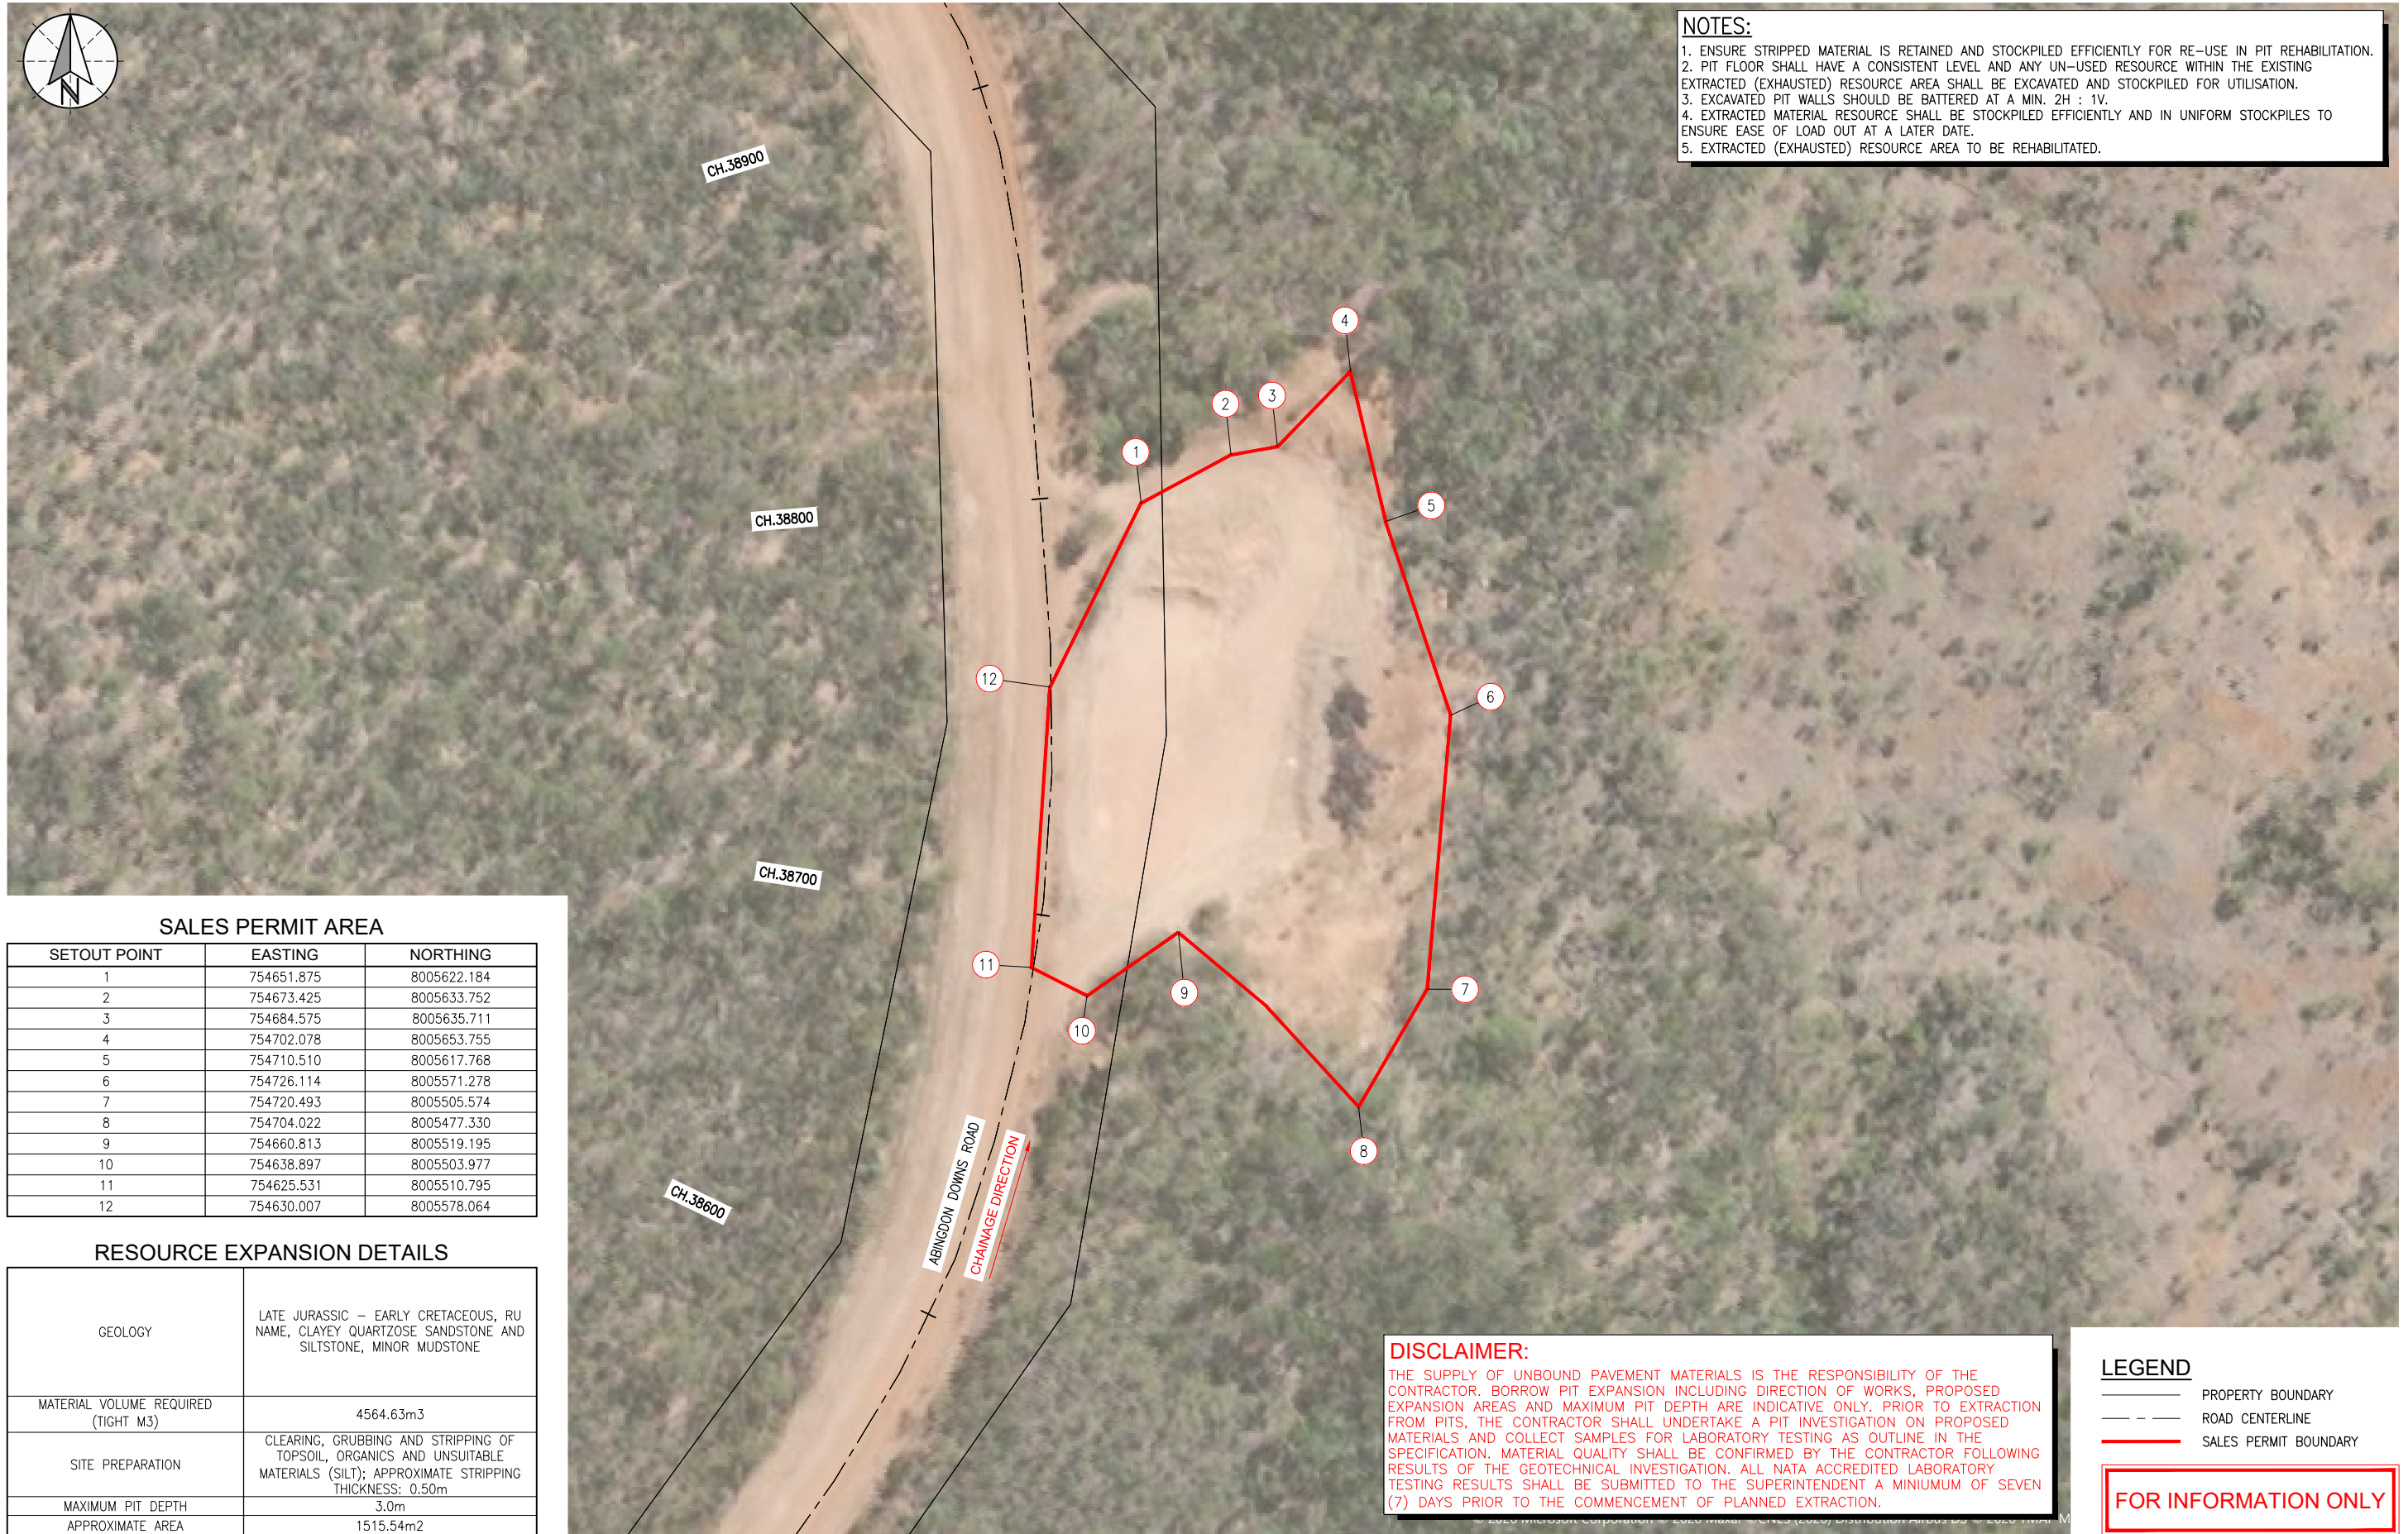 N
NOTES:
1. ENSURE STRIPPED MATERIAL IS RETAINED AND STOCKPILED EFFICIENTLY FOR RE-USE IN PIT REHABILITATION.
2. PIT FLOOR SHALL HAVE A CONSISTENT LEVEL AND ANY UN-USED RESOURCE WITHIN THE EXISTING
EXTRACTED (EXHAUSTED) RESOURCE AREA SHALL BE EXCAVATED AND STOCKPILED FOR UTILISATION.
3. EXCAVATED PIT WALLS SHOULD BE BATTERED AT A MIN. 2H : 1V.
4. EXTRACTED MATERIAL RESOURCE SHALL BE STOCKPILED EFFICIENTLY AND IN UNIFORM STOCKPILES TO
ENSURE EASE OF LOAD OUT AT A LATER DATE.
5. EXTRACTED (EXHAUSTED) RESOURCE AREA TO BE REHABILITATED.
CH.38900
CH.38800
CH.38700
CH.38600
4
3
2
1
5
12
6
11
9
7
10
8
ABINGDON DOWNS ROAD
CHAINAGE DIRECTION
SALES PERMIT AREA
SETOUT POINT EASTING NORTHING
1 754651.875 8005622.184
2 754673.425 8005633.752
3 754684.575 8005635.711
4 754702.078 8005653.755
5 754710.510 8005617.768
6 754726.114 8005571.278
7 754720.493 8005505.574
8 754704.022 8005477.330
9 754660.813 8005519.195
10 754638.897 8005503.977
11 754625.531 8005510.795
12 754630.007 8005578.064
RESOURCE EXPANSION DETAILS
GEOLOGY
LATE JURASSIC - EARLY CRETACEOUS, RU
NAME, CLAYEY QUARTZOSE SANDSTONE AND
SILTSTONE, MINOR MUDSTONE
MATERIAL VOLUME REQUIRED
(TIGHT M3)
4564.63m3
SITE PREPARATION
CLEARING, GRUBBING AND STRIPPING OF
TOPSOIL, ORGANICS AND UNSUITABLE
MATERIALS (SILT); APPROXIMATE STRIPPING
THICKNESS: 0.50m
MAXIMUM PIT DEPTH 3.0m
APPROXIMATE AREA 1515.54m2
DISCLAIMER:
THE SUPPLY OF UNBOUND PAVEMENT MATERIALS IS THE RESPONSIBILITY OF THE
CONTRACTOR. BORROW PIT EXPANSION INCLUDING DIRECTION OF WORKS, PROPOSED
EXPANSION AREAS AND MAXIMUM PIT DEPTH ARE INDICATIVE ONLY. PRIOR TO EXTRACTION
FROM PITS, THE CONTRACTOR SHALL UNDERTAKE A PIT INVESTIGATION ON PROPOSED
MATERIALS AND COLLECT SAMPLES FOR LABORATORY TESTING AS OUTLINE IN THE
SPECIFICATION. MATERIAL QUALITY SHALL BE CONFIRMED BY THE CONTRACTOR FOLLOWING
RESULTS OF THE GEOTECHNICAL INVESTIGATION. ALL NATA ACCREDITED LABORATORY
TESTING RESULTS SHALL BE SUBMITTED TO THE SUPERINTENDENT A MINIUMUM OF SEVEN
(7) DAYS PRIOR TO THE COMMENCEMENT OF PLANNED EXTRACTION.
LEGEND
PROPERTY BOUNDARY
ROAD CENTERLINE
SALES PERMIT BOUNDARY
FOR INFORMATION ONLY